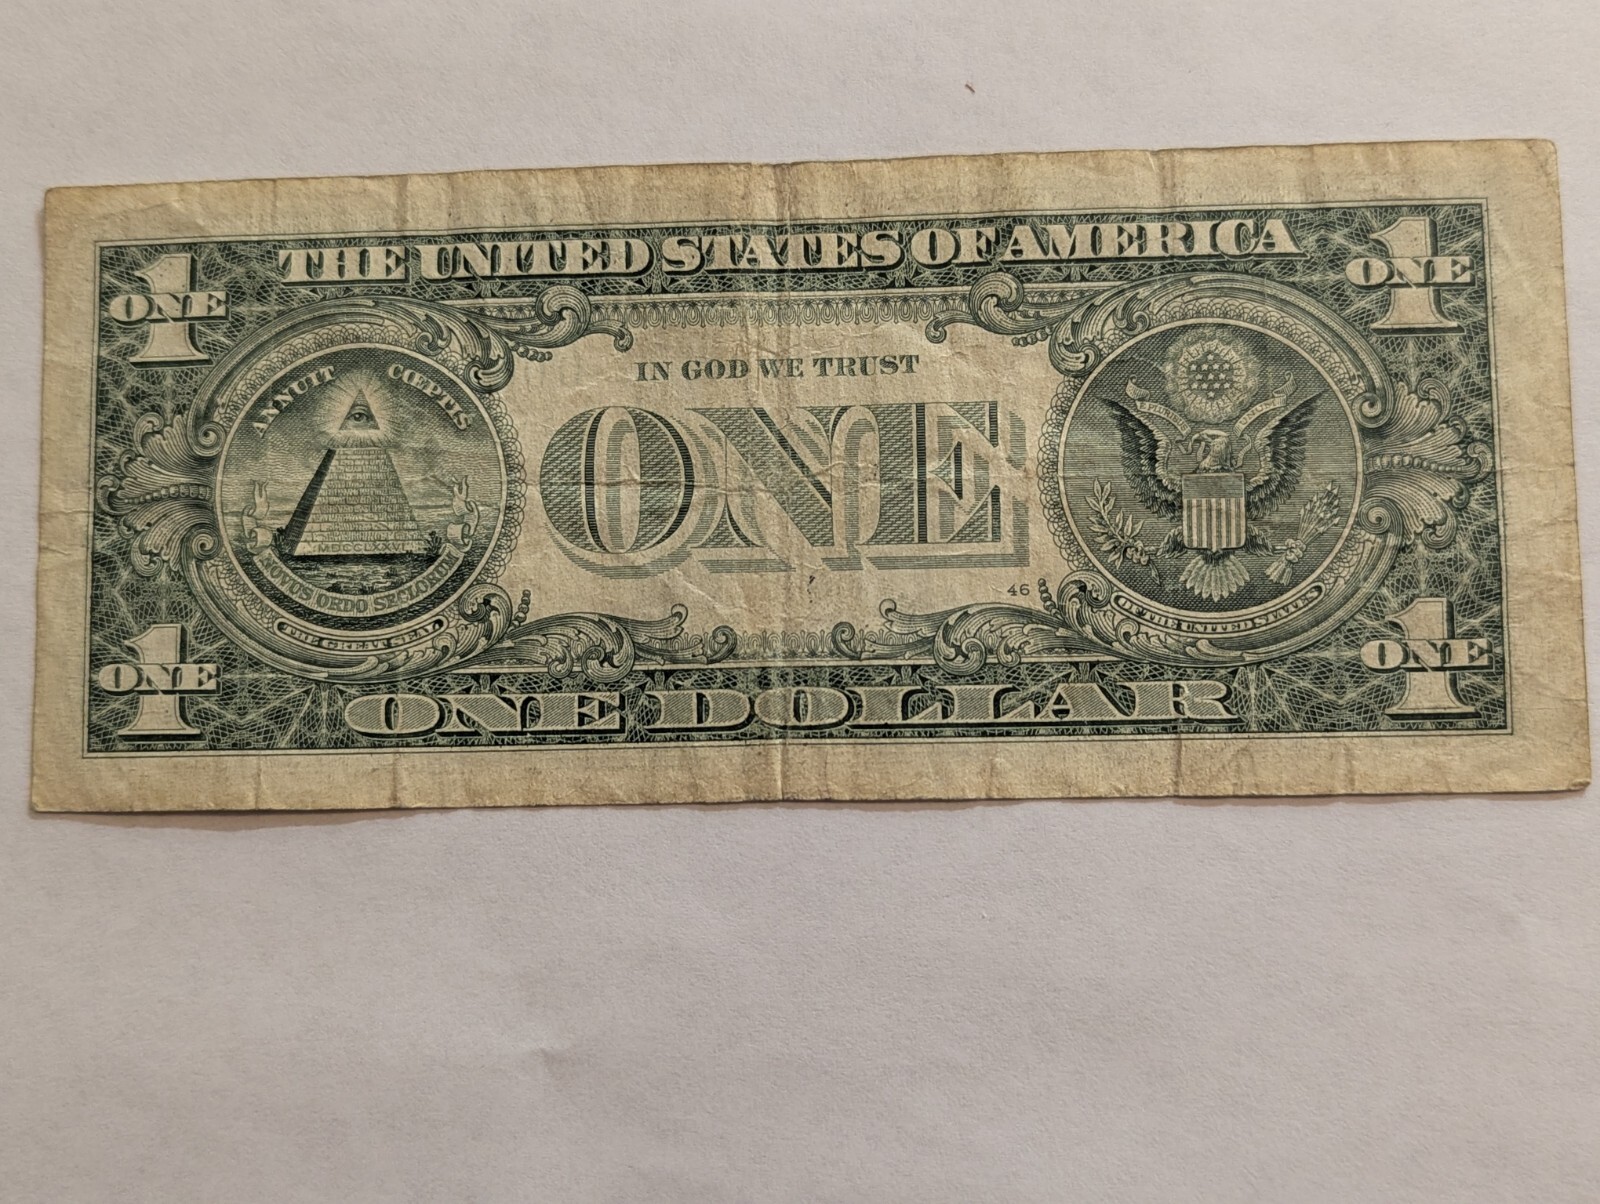 THE UNITED STATES OF AMERICA
ONE
1
ONE
1
ANNUIT CŒPTIS
IN GOD WE TRUST
ONE
MDCCLX
NOVUS ORDO SECLORUM
THE GREAT SEAL
46
OF THE UNITED STATES
ONE
1
ONE
1
ONE DOLLAR